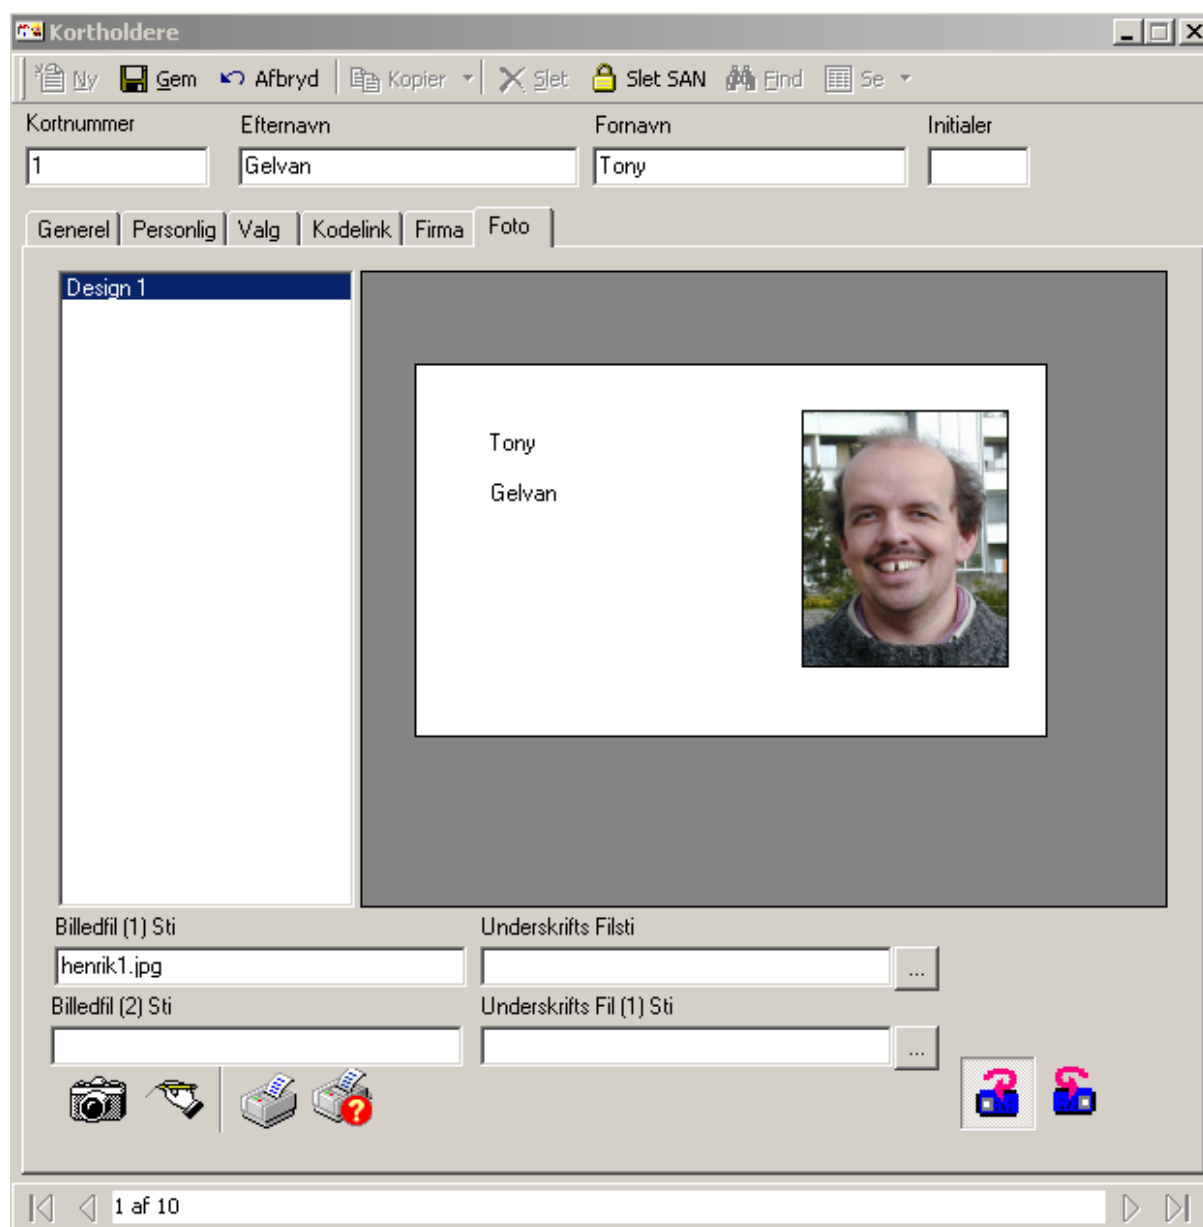 Kortholdere
Ny Gem Afbryd Kopier Slet Slet SAN Find Se
Kortnummer Efternavn Fornavn Initialer
1 Gelvan Tony
Generel Personlig Valg Kodelink Firma Foto
Design 1
Tony
Gelvan
Billedfil (1) Sti Underskrifts Filsti
henrik1.jpg ...
Billedfil (2) Sti Underskrifts Fil (1) Sti
...
?
1 af 10